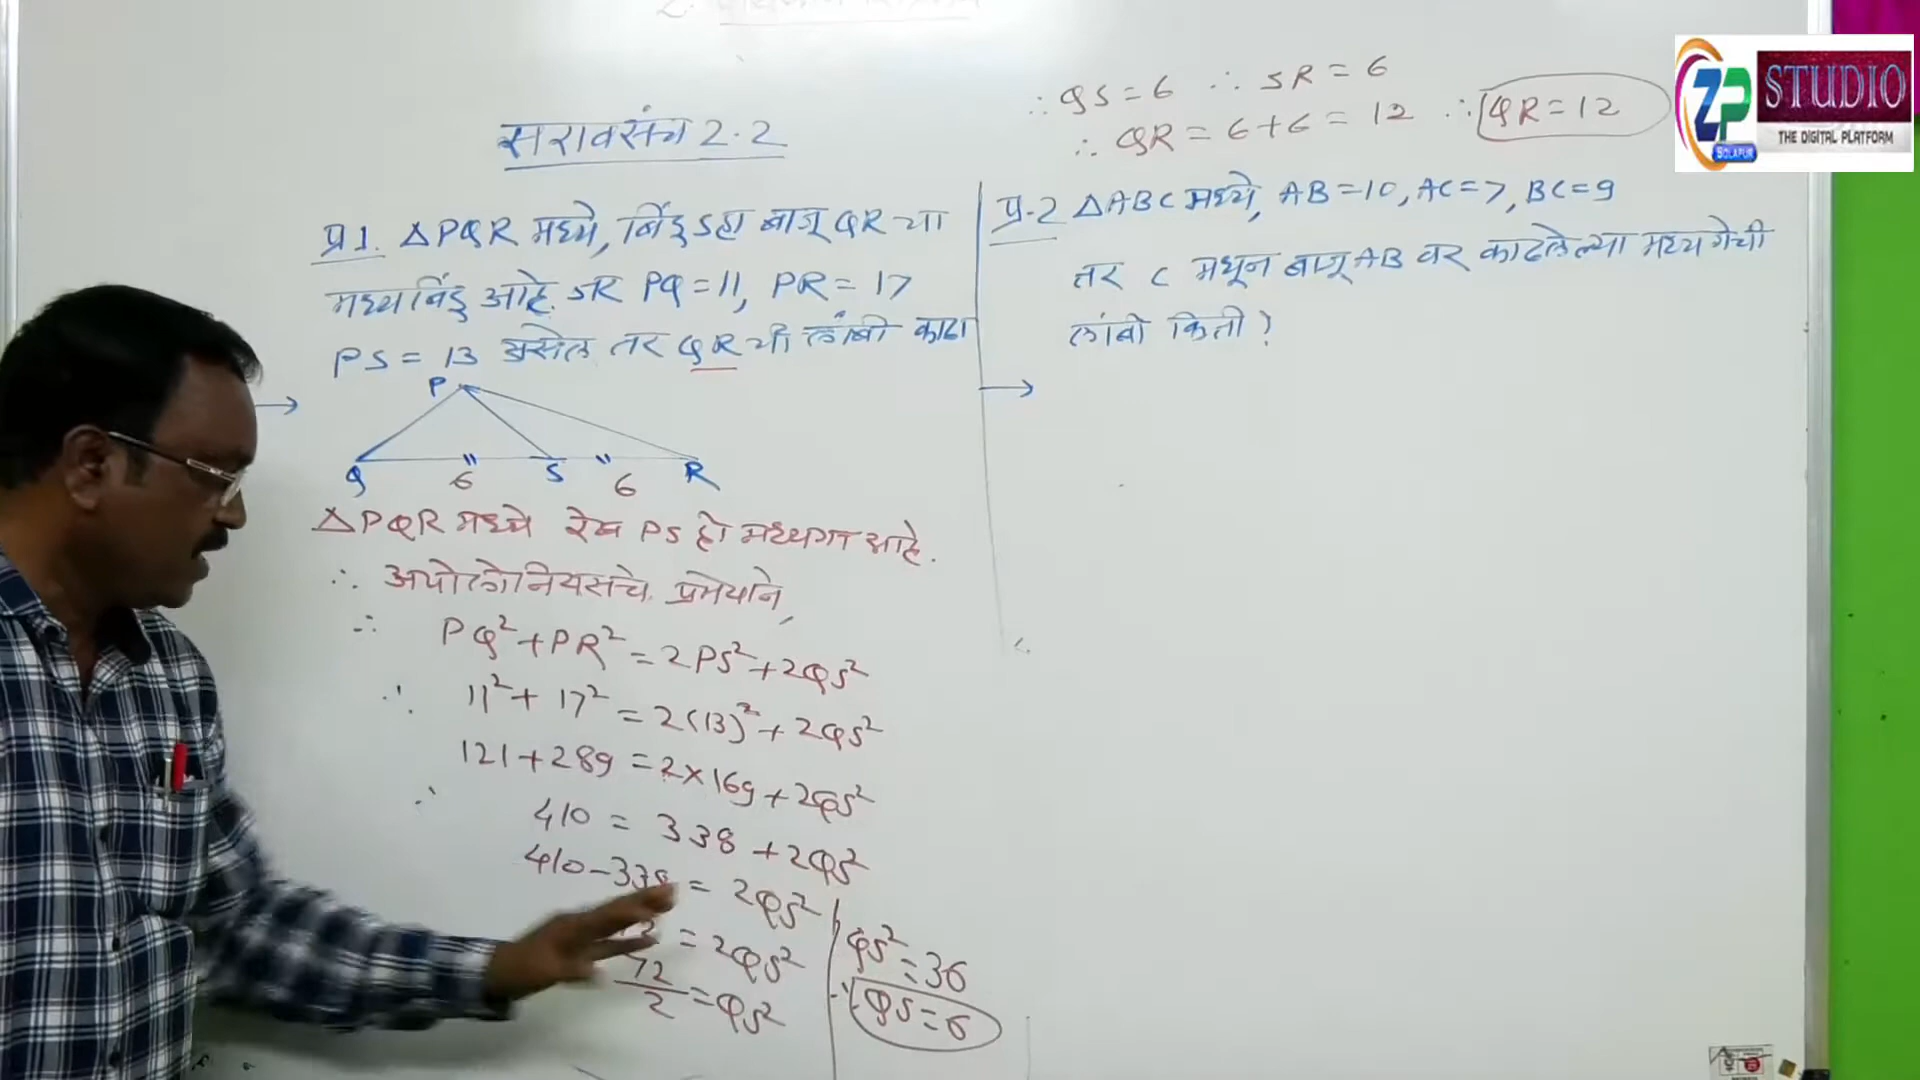 सरावसंच 2.2
प्र 1. △PQR मध्ये, बिंदू S हा बाजू QR चा
मध्यबिंदू आहे. जर PQ = 11, PR = 17
PS = 13 असेल तर QR ची लांबी काढा
P
Q 6 S 6 R
△PQR मध्ये रेख PS ही मध्यगा आहे.
∴ अपोलोनियसचे प्रमेयाने,
∴ PQ² + PR² = 2PS² + 2QS²
∴ 11² + 17² = 2(13)² + 2QS²
121 + 289 = 2×169 + 2QS²
∴ 410 = 338 + 2QS²
410 - 338 = 2QS²
= 2QS²
72/2 = QS²
QS² = 36
∴ QS = 6
∴ QS = 6 ∴ SR = 6
∴ QR = 6 + 6 = 12 ∴ QR = 12
प्र-2 △ABC मध्ये, AB = 10, AC = 7, BC = 9
तर C मधून बाजू AB वर काढलेल्या मध्यगेची
लांबी किती?
ZP STUDIO
THE DIGITAL PLATFORM
SOLAPUR